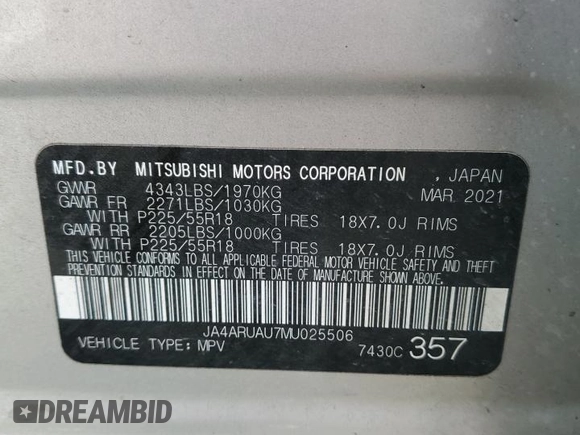 MFD.BY MITSUBISHI MOTORS CORPORATION , JAPAN
GVWR 4343LBS/1970KG MAR 2021
GAWR FR 2271LBS/1030KG
WITH P225/55R18 TIRES 18X7.0J RIMS
GAWR RR 2205LBS/1000KG
WITH P225/55R18 TIRES 18X7.0J RIMS
THIS VEHICLE CONFORMS TO ALL APPLICABLE FEDERAL MOTOR VEHICLE SAFETY AND THEFT
PREVENTION STANDARDS IN EFFECT ON THE DATE OF MANUFACTURE SHOWN ABOVE.
JA4ARUAU7MU025506
VEHICLE TYPE:MPV 7430C 357
DREAMBID